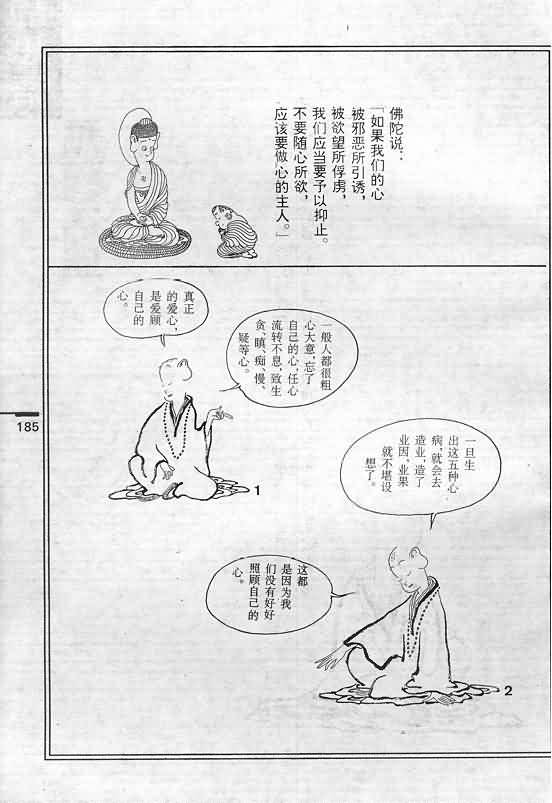 佛陀说：
「如果我们的心
被邪恶所引诱，
被欲望所俘虏，
我们应当要予以抑止。
不要随心所欲，
应该要做心的主人。」
真正
的爱心，
是爱顾
自己的
心。
一般人都很粗
心大意，忘了
自己的心，任心
流转不息，致生
贪、瞋、痴、慢、
疑等心。
185
1
一旦生
出这五种心
病，就会去
造业，造了
业因，业果
就不堪设
想了。
这都
是因为我
们没有好好
照顾自己的
心。
2